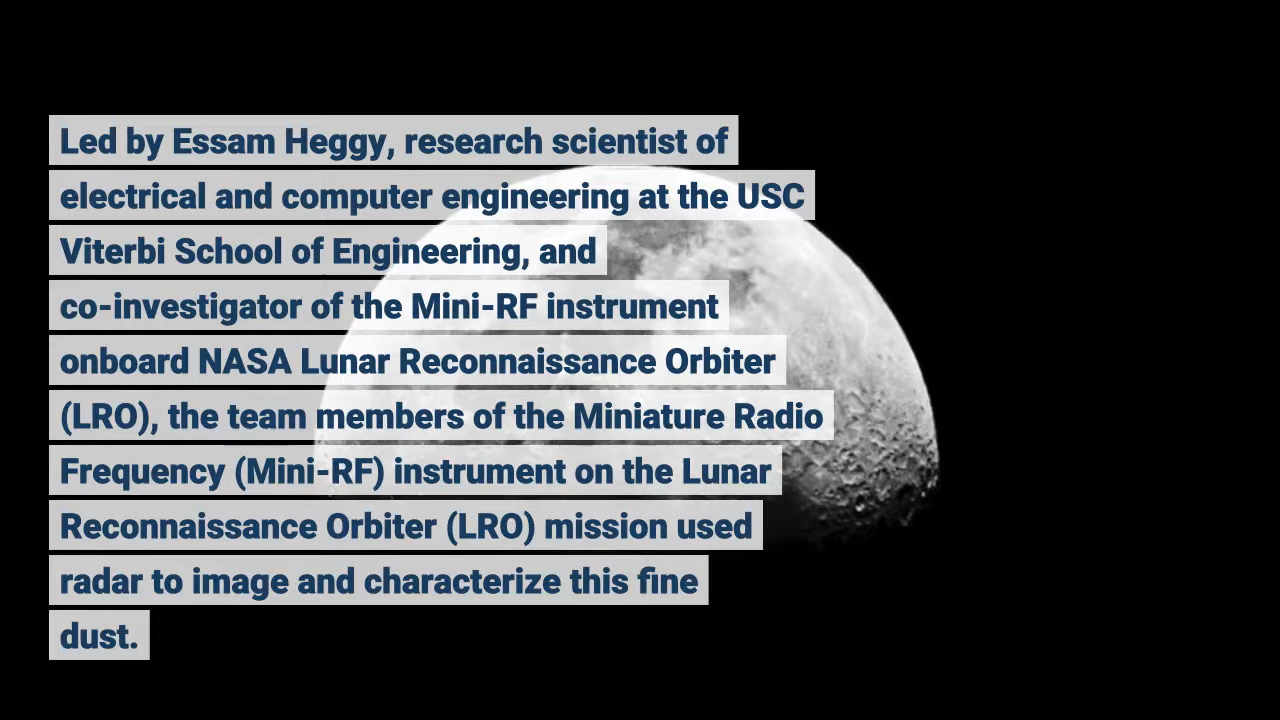 Led by Essam Heggy, research scientist of
electrical and computer engineering at the USC
Viterbi School of Engineering, and
co-investigator of the Mini-RF instrument
onboard NASA Lunar Reconnaissance Orbiter
(LRO), the team members of the Miniature Radio
Frequency (Mini-RF) instrument on the Lunar
Reconnaissance Orbiter (LRO) mission used
radar to image and characterize this fine
dust.